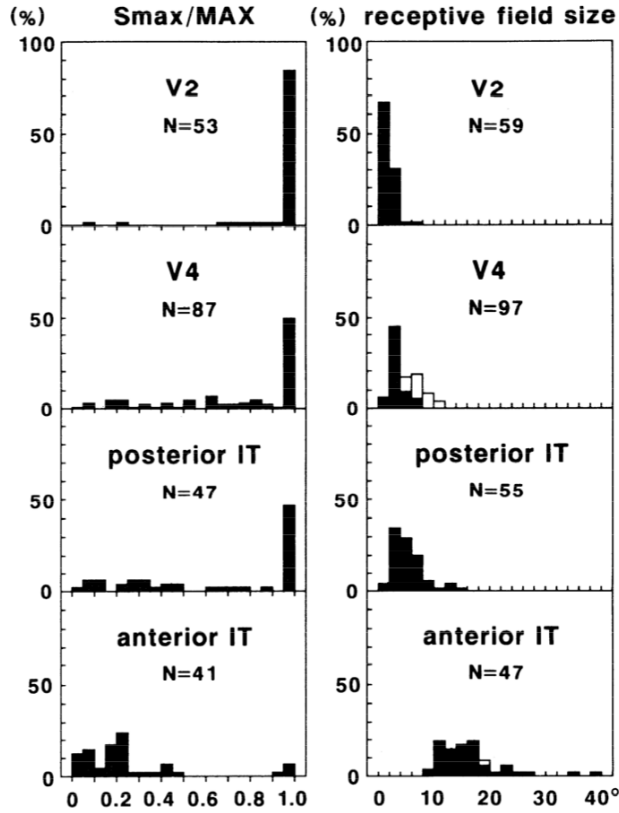 (%) Smax/MAX
(%) receptive field size
100
V2
50
N=53
0
100
V2
50
N=59
0
V4
N=87
50
0
V4
N=97
50
0
posterior IT
N=47
50
0
posterior IT
N=55
50
0
anterior IT
N=41
50
0
0 0.2 0.4 0.6 0.8 1.0
anterior IT
N=47
50
0
0 10 20 30 40°